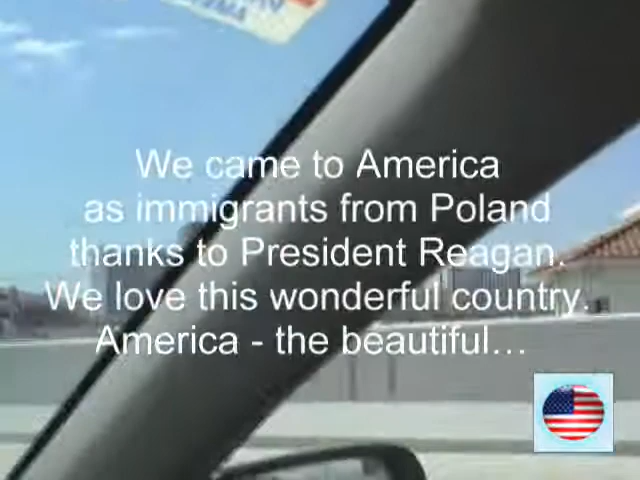 We came to America
as immigrants from Poland
thanks to President Reagan.
We love this wonderful country.
America - the beautiful...